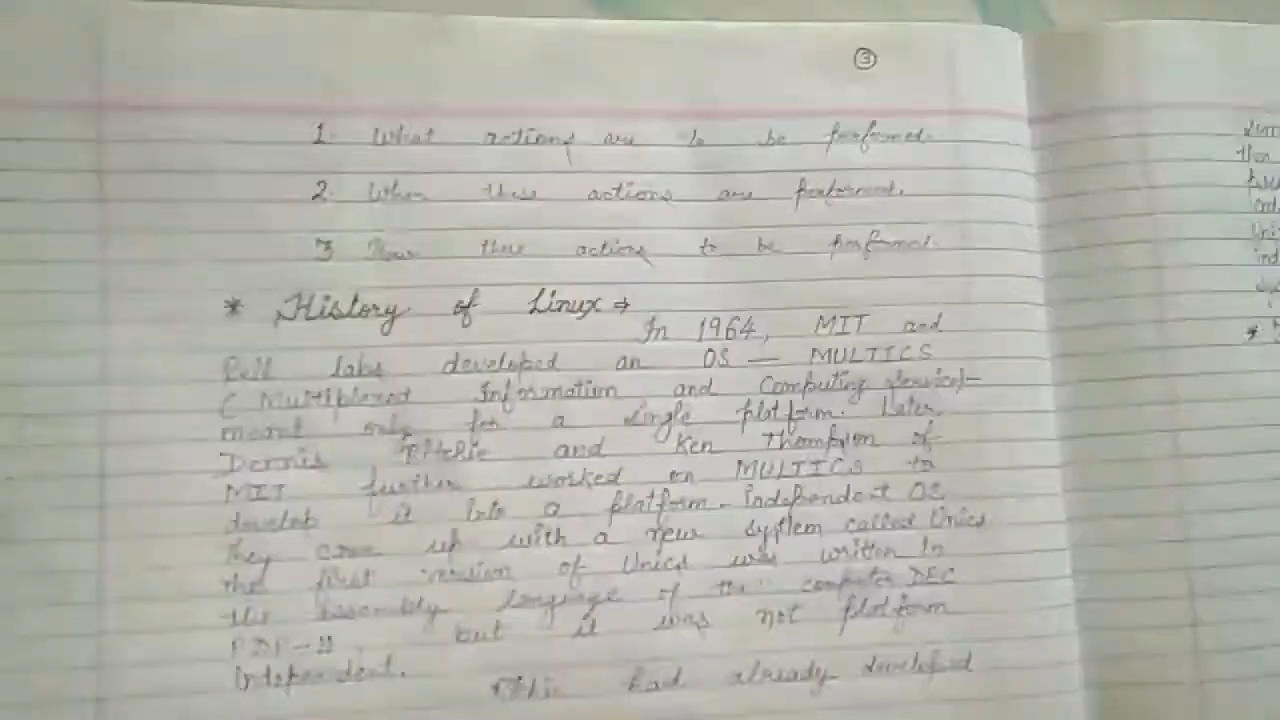 ③
1. What actions are to be performed.
2. When these actions are performed.
3 How these actions to be performed.
* History of Linux →
In 1964, MIT and
Bell labs developed an OS — MULTICS
( Multiplexed Information and Computing Service)-
meant only for a single platform. Later
Dennis Ritchie and Ken Thompson of
MIT further worked on MULTICS to
develop it into a platform-independent OS
They came up with a new system called Unics
the first version of Unics was written in
the assembly language of the computer DEC
PDP-11 but it was not platform
Independent.
Ritchie had already developed